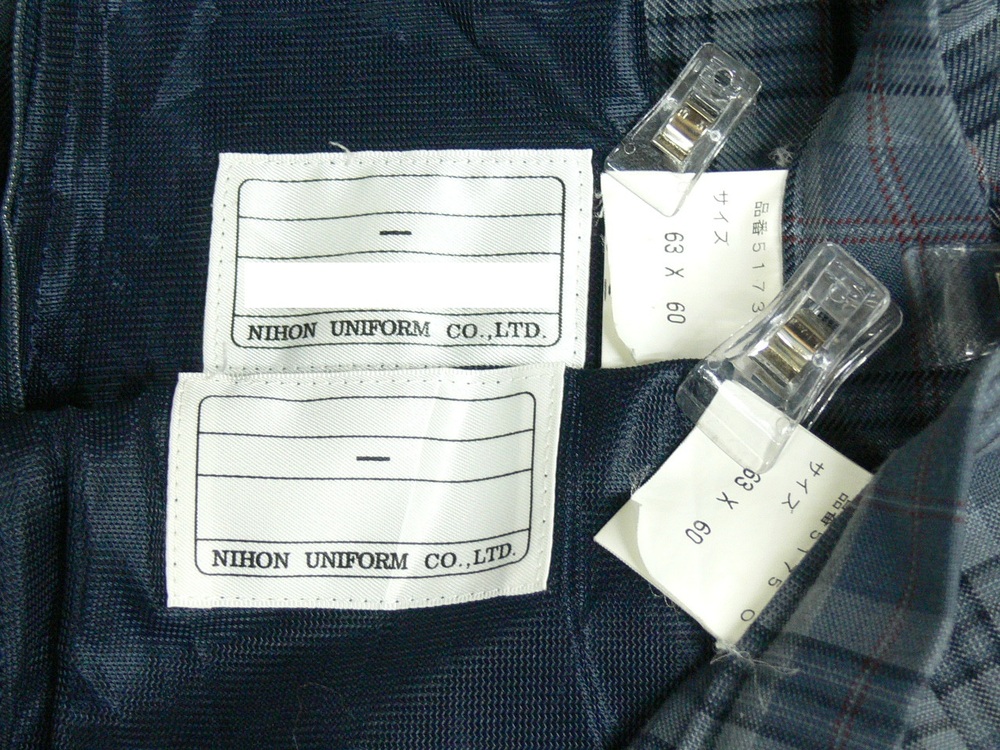 NIHON UNIFORM CO.,LTD.
品番5173
サイズ
63 X 60
NIHON UNIFORM CO.,LTD.
サイズ
63 X 60